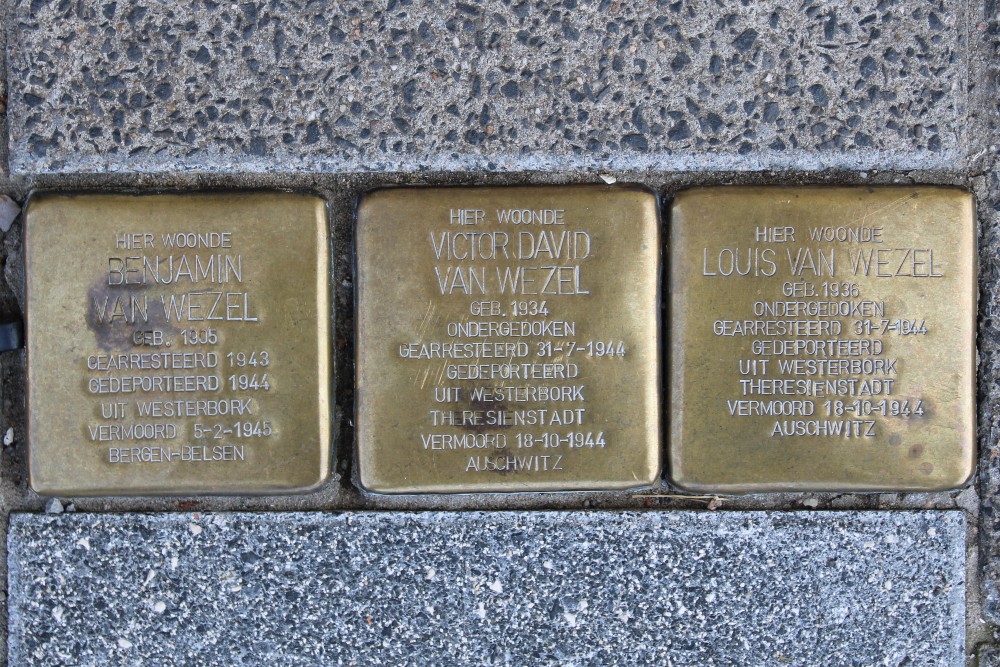 HIER WOONDE
BENJAMIN
VAN WEZEL
GEB. 1905
GEARRESTEERD 1943
GEDEPORTEERD 1944
UIT WESTERBORK
VERMOORD 5-2-1945
BERGEN-BELSEN
HIER WOONDE
VICTOR DAVID
VAN WEZEL
GEB. 1934
ONDERGEDOKEN
GEARRESTEERD 31-7-1944
GEDEPORTEERD
UIT WESTERBORK
THERESIENSTADT
VERMOORD 18-10-1944
AUSCHWITZ
HIER WOONDE
LOUIS VAN WEZEL
GEB. 1936
ONDERGEDOKEN
GEARRESTEERD 31-7-1944
GEDEPORTEERD
UIT WESTERBORK
THERESIENSTADT
VERMOORD 18-10-1944
AUSCHWITZ